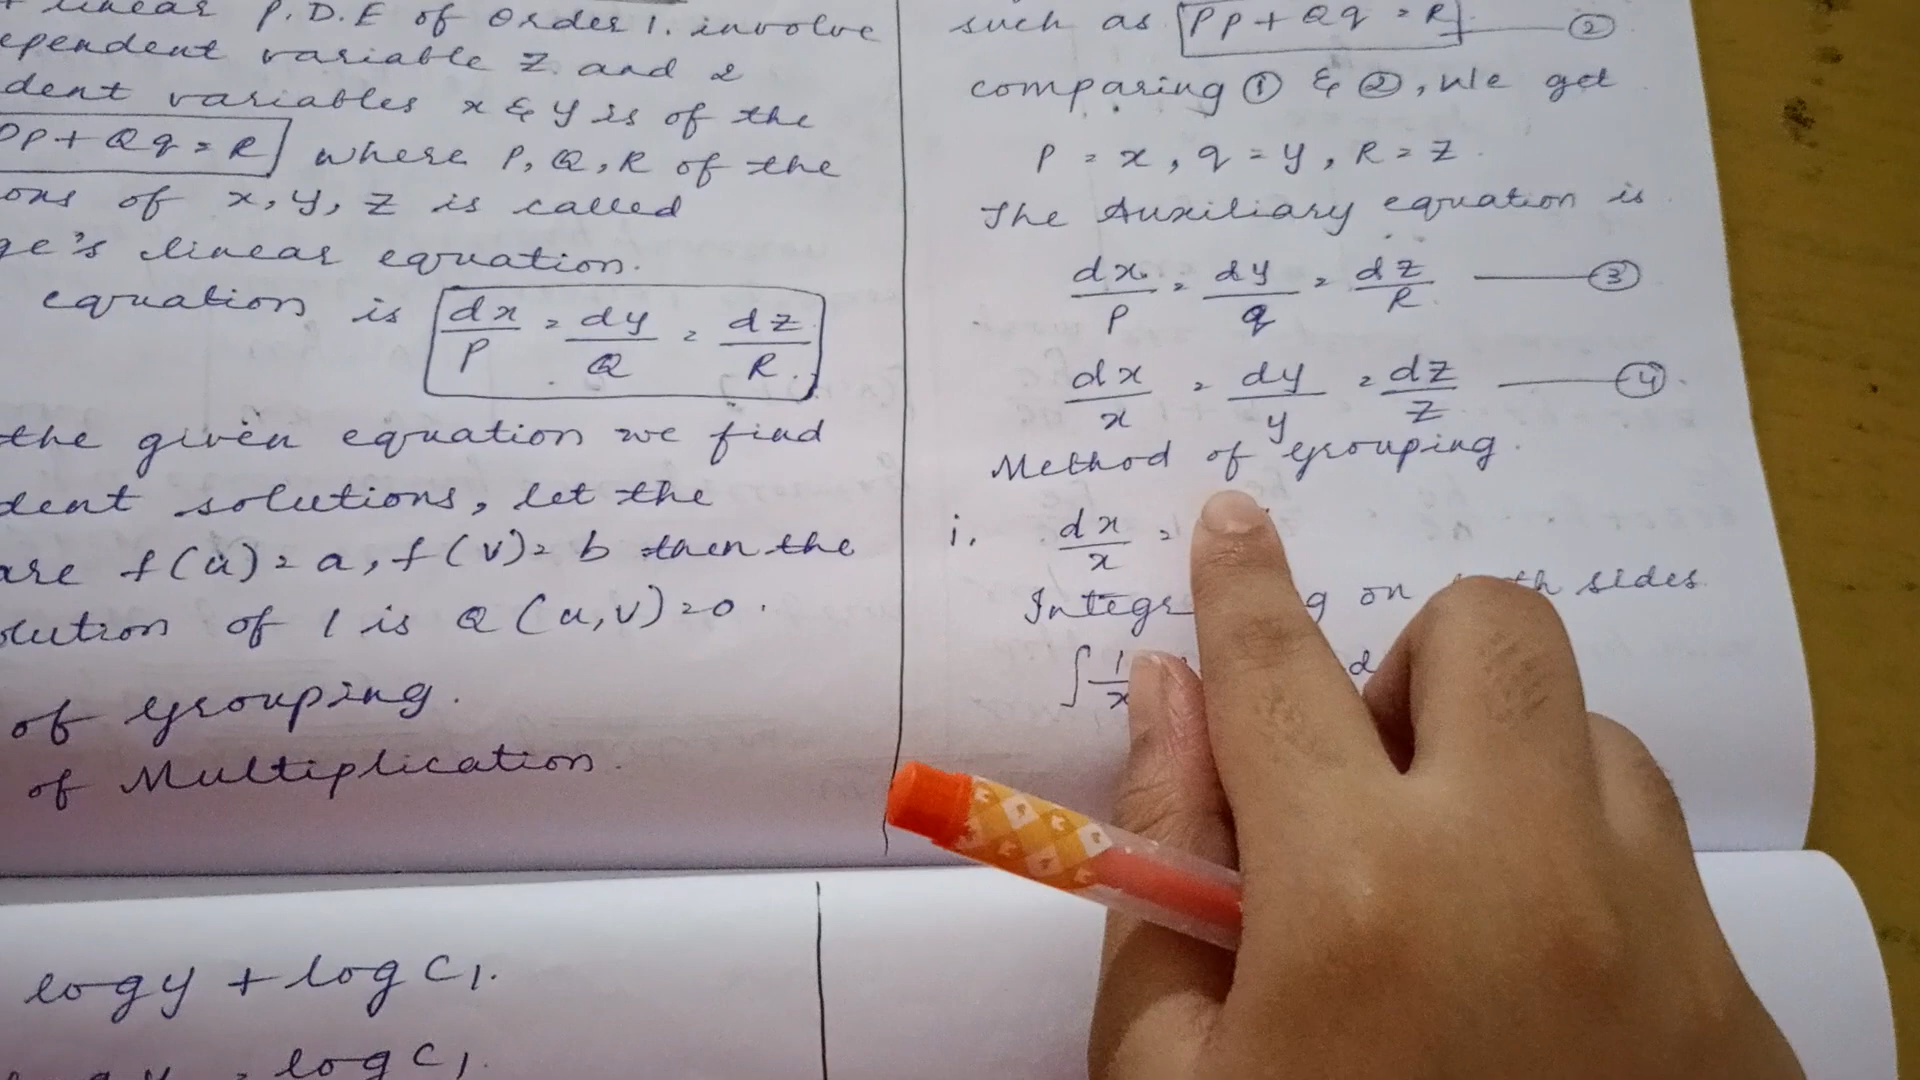 linear P.D.E of Order 1. involve
ependent variable Z and 2
dent variables x & y is of the
Pp + Qq = R where P, Q, R of the
ons of x, y, z is called
ge's linear equation.
equation is dx/P = dy/Q = dz/R.
the given equation we find
dent solutions, let the
are f(u) = a, f(v) = b then the
olution of 1 is Q (u,v) = 0.
of grouping.
of Multiplication.
such as Pp + Qq = R ②
comparing ① & ②, we get
P = x, q = y, R = z.
The Auxiliary equation is
dx/P = dy/q = dz/R. ③
dx/x = dy/y = dz/z ④.
Method of grouping.
i. dx/x =
Integr g on th sides
∫ 1/x d
log y + log c1.
log c1.